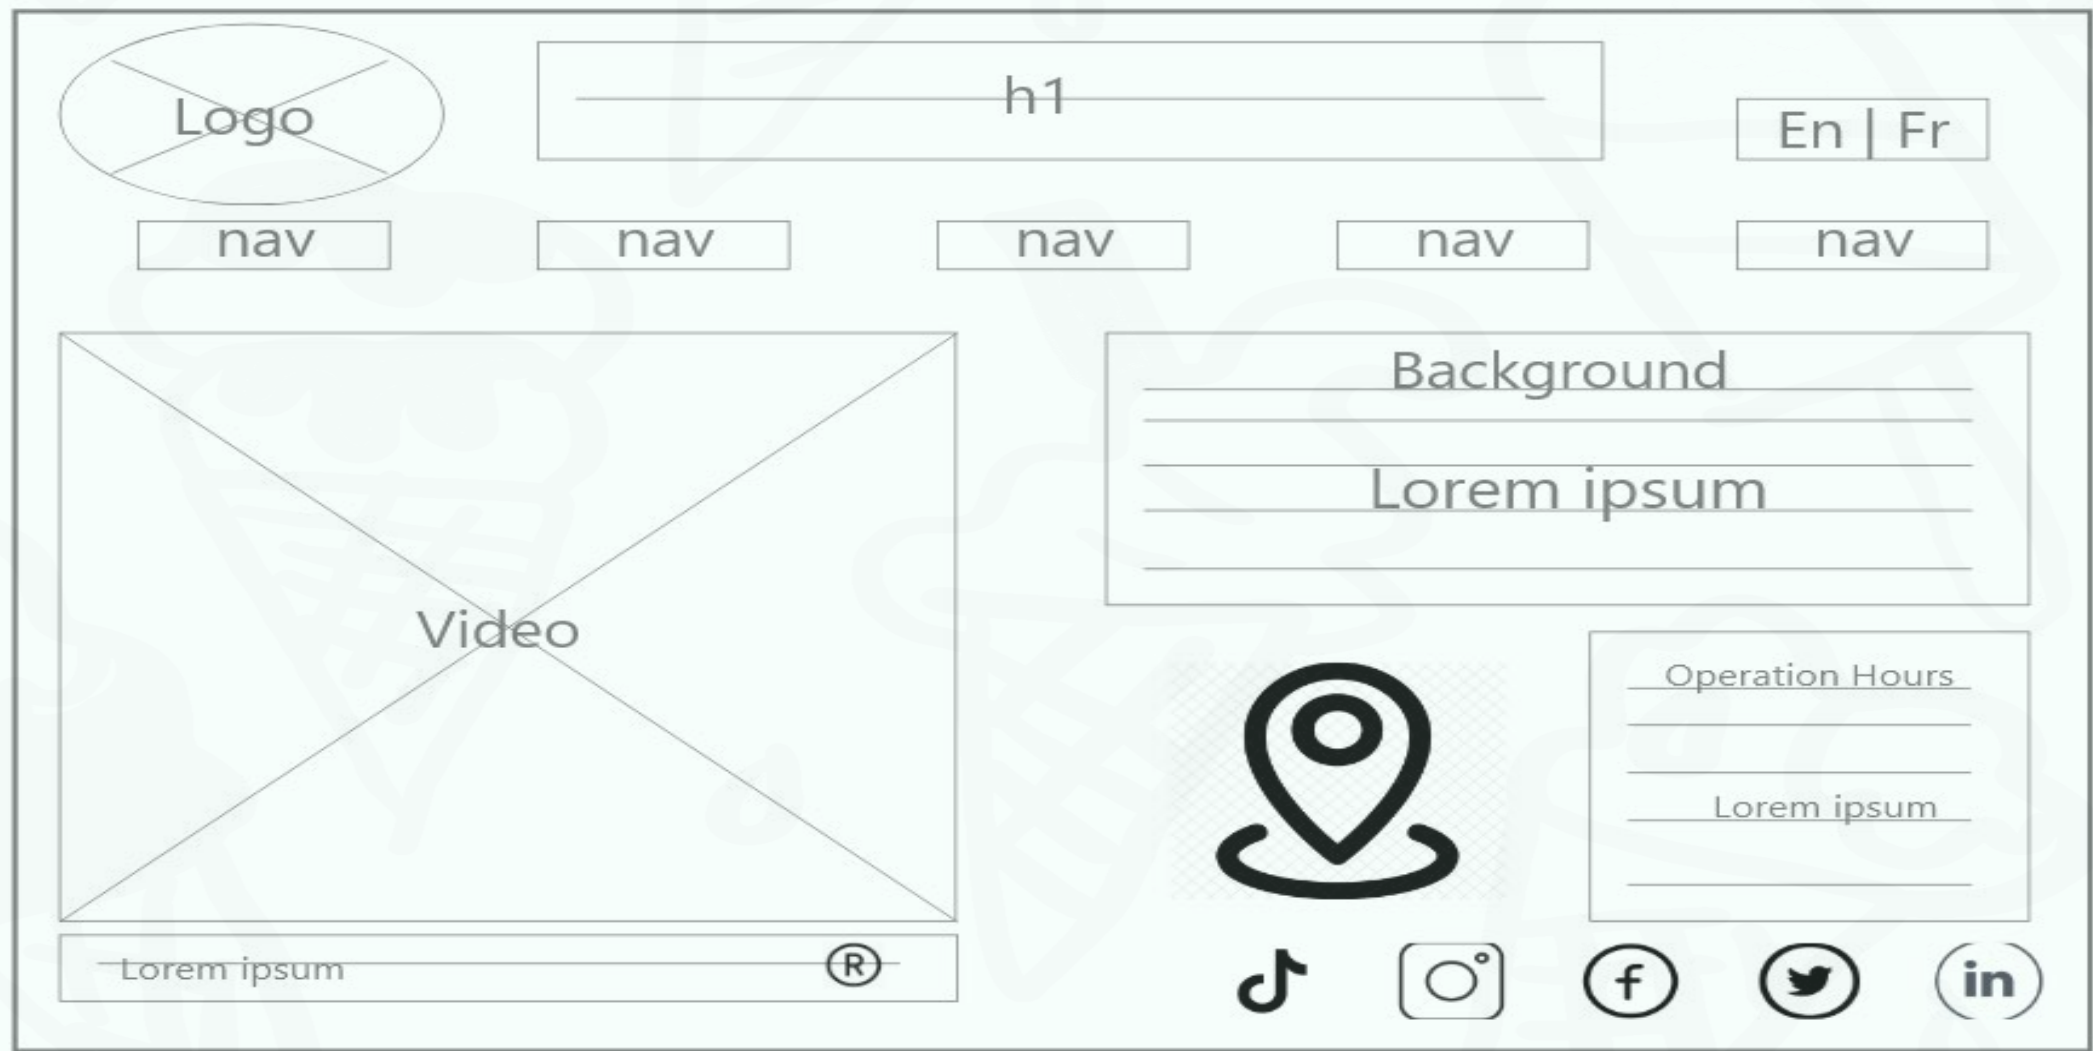 Logo
h1
En | Fr
nav
nav
nav
nav
nav
Video
Background
Lorem ipsum
Operation Hours
Lorem ipsum
Lorem ipsum ®
f
in